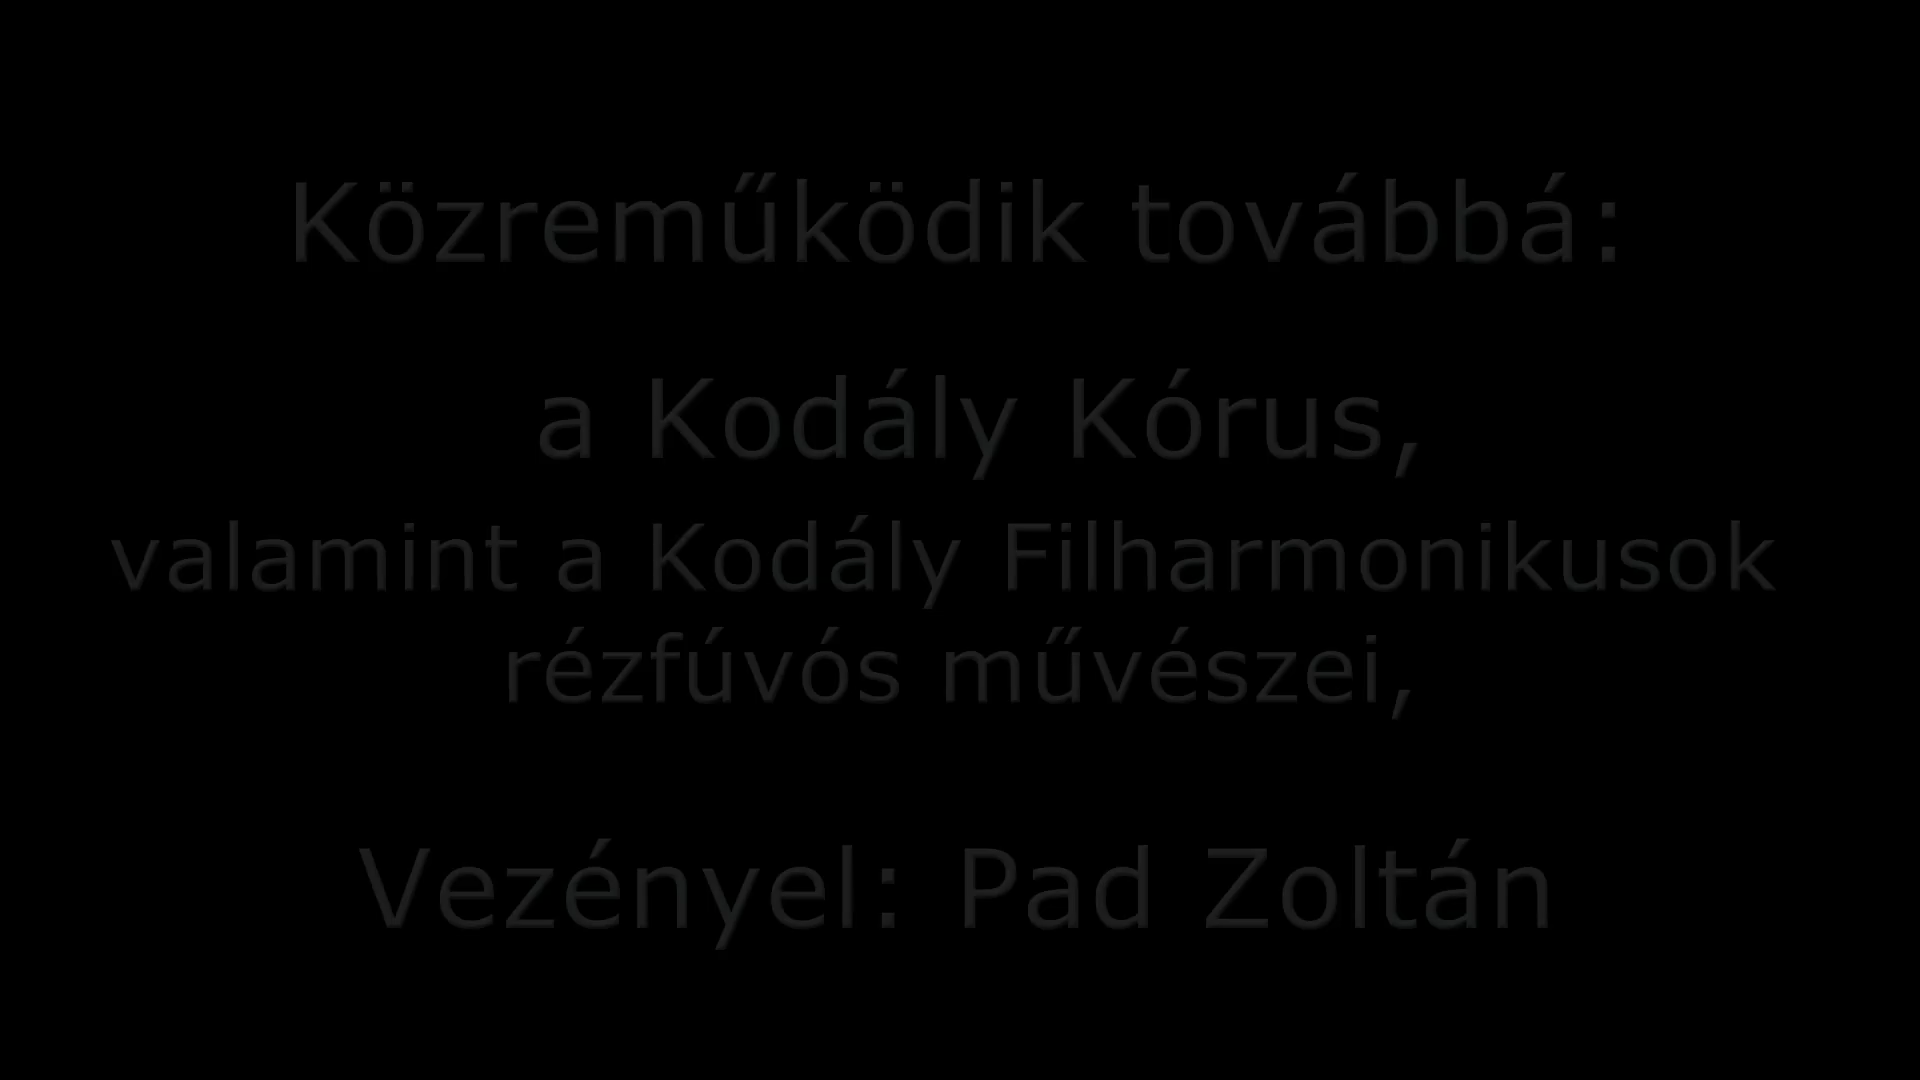 Közreműködik továbbá:
a Kodály Kórus,
valamint a Kodály Filharmonikusok
rézfúvós művészei,
Vezényel: Pad Zoltán